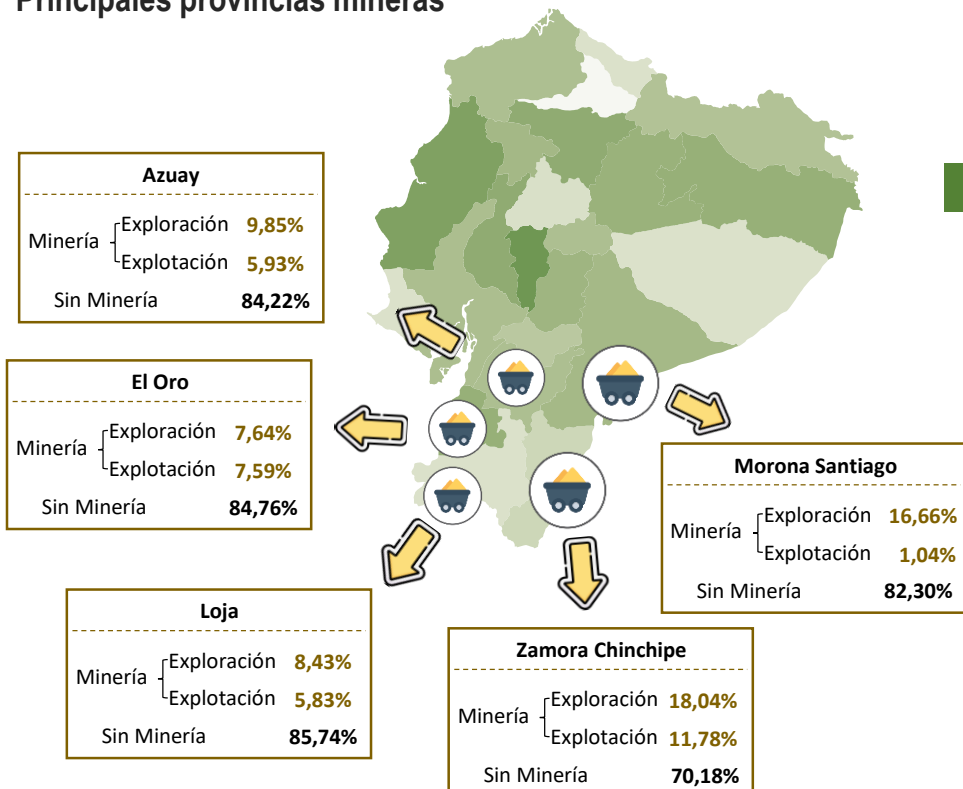 Principales provincias mineras
Azuay
Minería
Exploración 9,85%
Explotación 5,93%
Sin Minería 84,22%
El Oro
Minería
Exploración 7,64%
Explotación 7,59%
Sin Minería 84,76%
Loja
Minería
Exploración 8,43%
Explotación 5,83%
Sin Minería 85,74%
Zamora Chinchipe
Minería
Exploración 18,04%
Explotación 11,78%
Sin Minería 70,18%
Morona Santiago
Minería
Exploración 16,66%
Explotación 1,04%
Sin Minería 82,30%